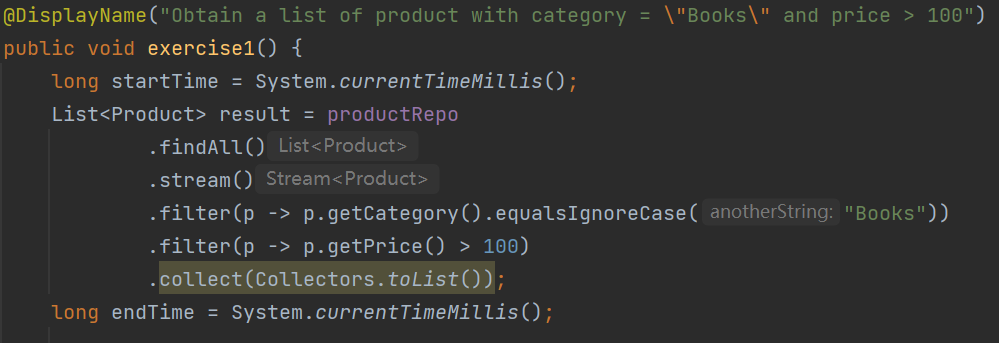 @DisplayName("Obtain a list of product with category = \"Books\" and price > 100")
public void exercise1() {
    long startTime = System.currentTimeMillis();
    List<Product> result = productRepo
            .findAll() List<Product>
            .stream() Stream<Product>
            .filter(p -> p.getCategory().equalsIgnoreCase( anotherString: "Books"))
            .filter(p -> p.getPrice() > 100)
            .collect(Collectors.toList());
    long endTime = System.currentTimeMillis();